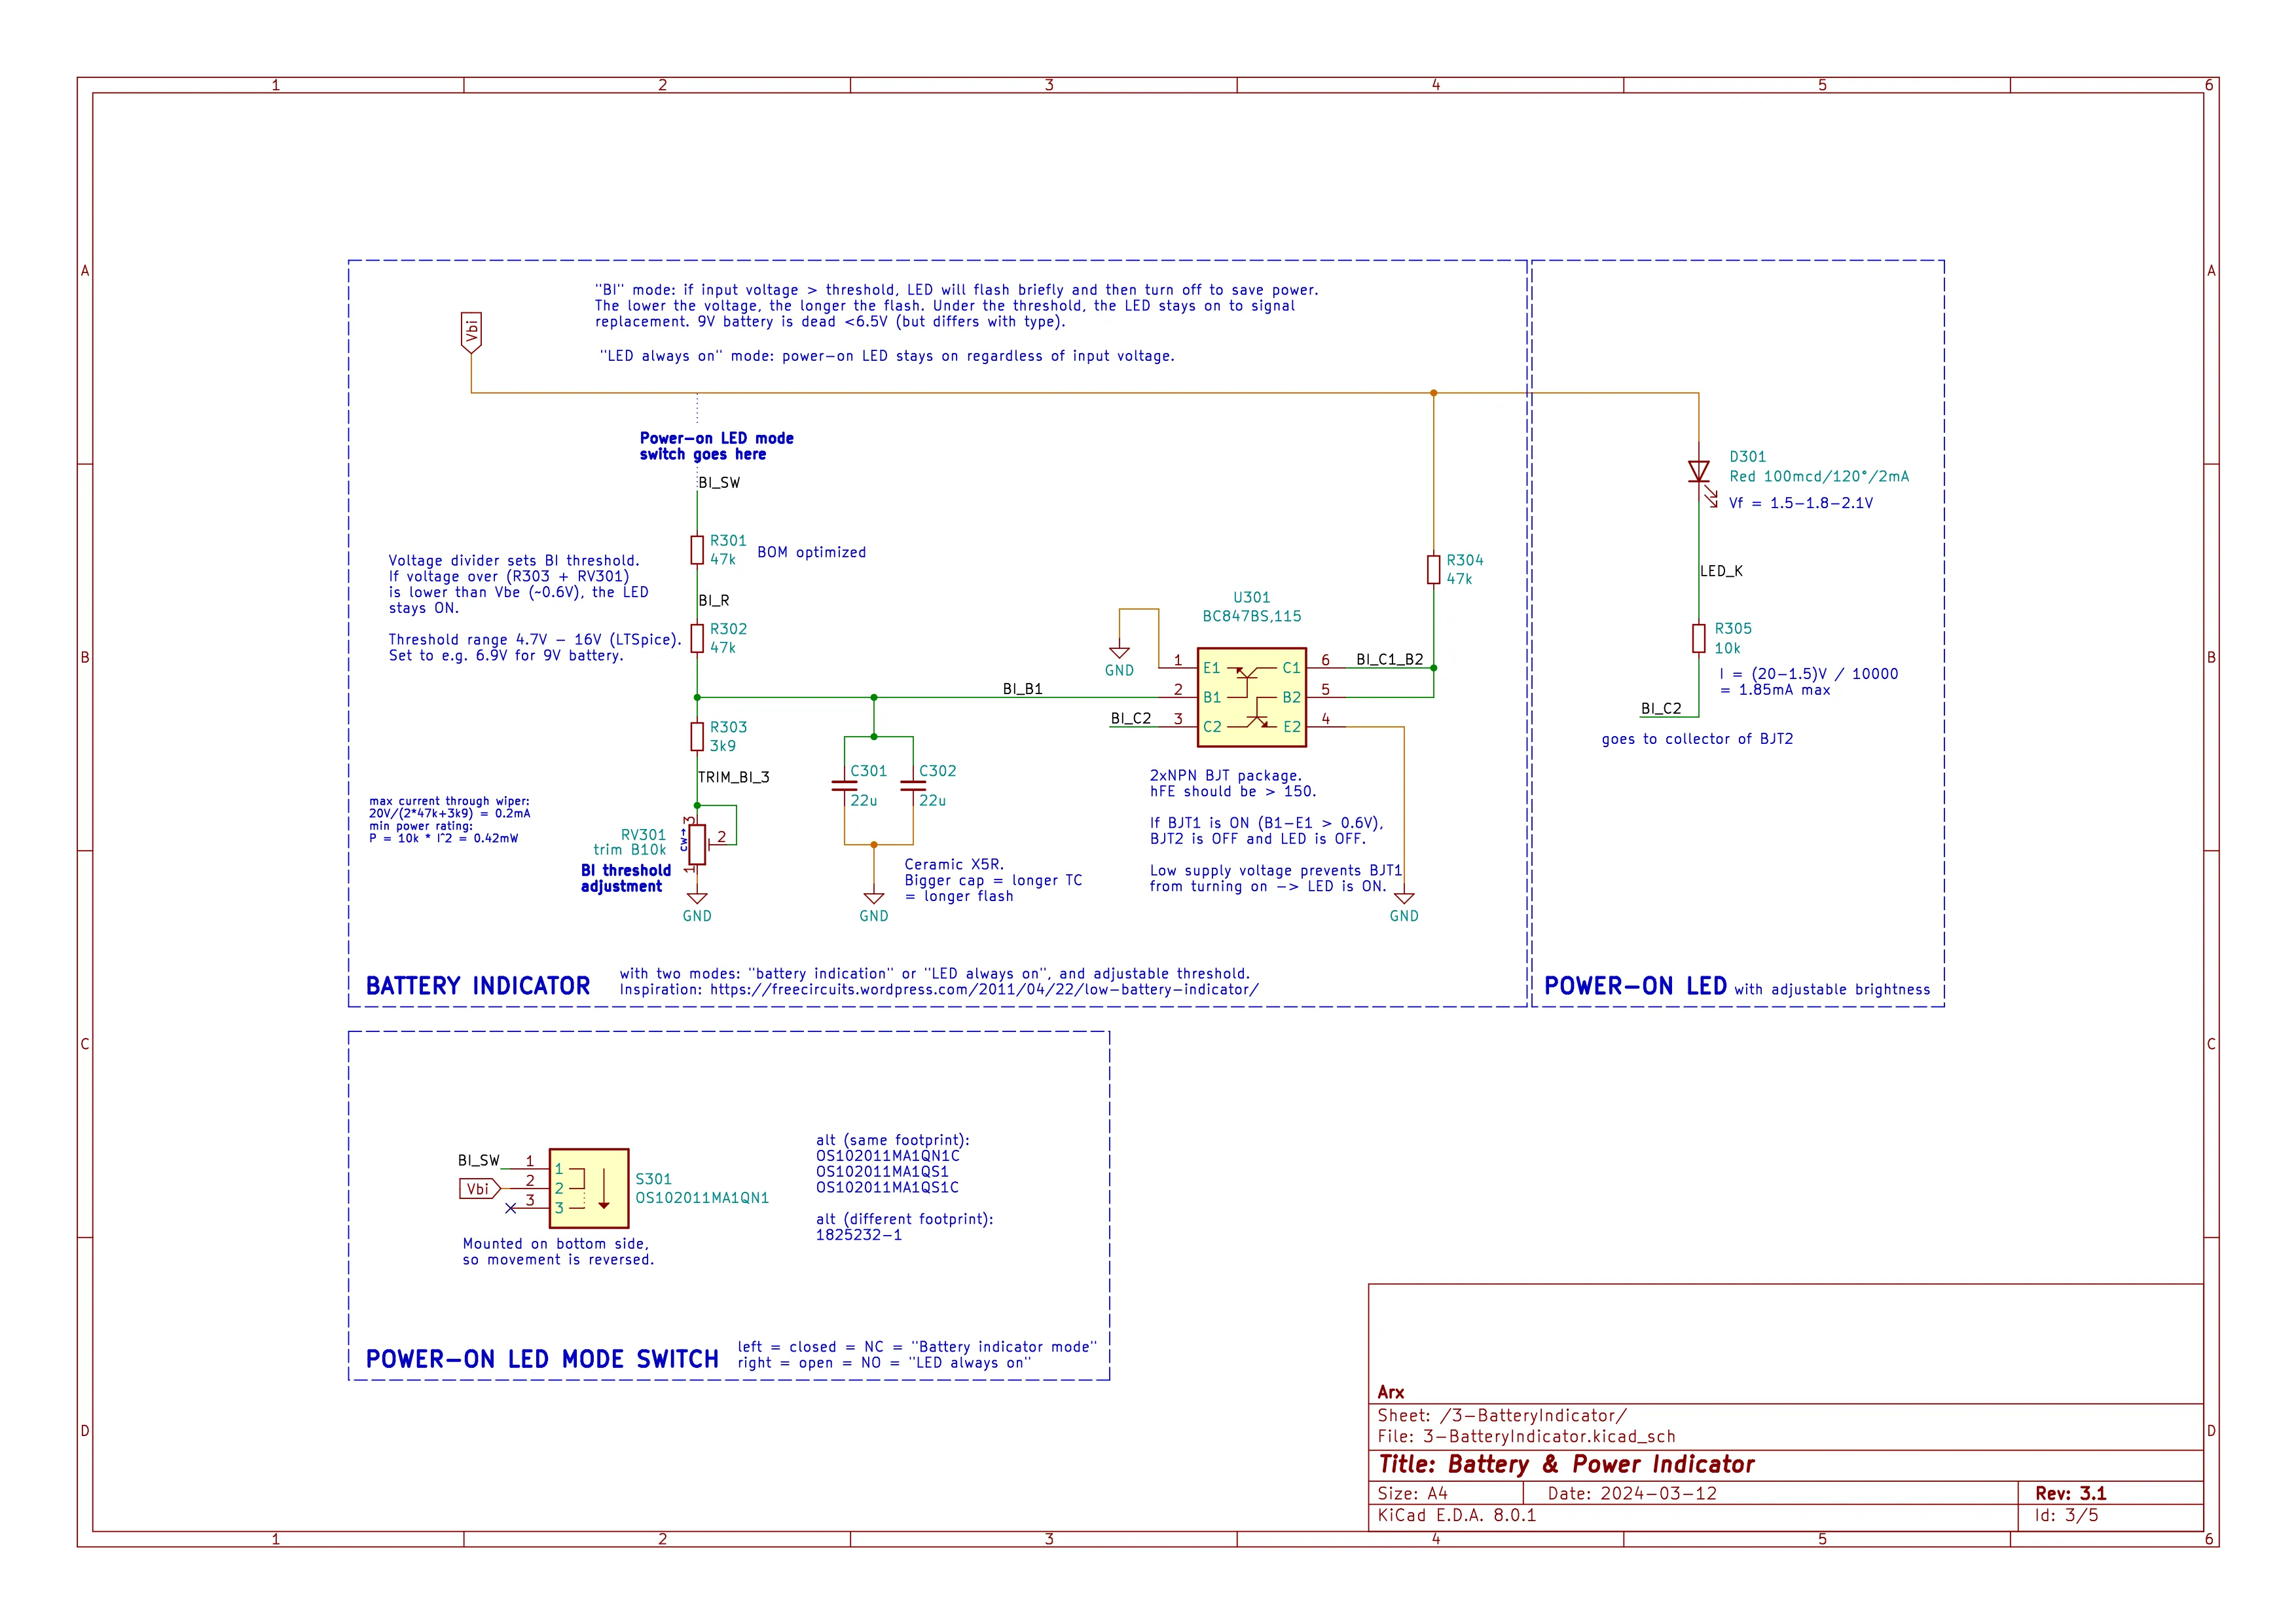 1 2 3 4 5 6
A A
"BI" mode: if input voltage > threshold, LED will flash briefly and then turn off to save power.
The lower the voltage, the longer the flash. Under the threshold, the LED stays on to signal
replacement. 9V battery is dead <6.5V (but differs with type).
"LED always on" mode: power-on LED stays on regardless of input voltage.
Vbi
Power-on LED mode
switch goes here
BI_SW
R301
47k
BOM optimized
BI_R
R302
47k
Voltage divider sets BI threshold.
If voltage over (R303 + RV301)
is lower than Vbe (~0.6V), the LED
stays ON.
Threshold range 4.7V - 16V (LTSpice).
Set to e.g. 6.9V for 9V battery.
B B
BI_B1
R303
3k9
TRIM_BI_3
max current through wiper:
20V/(2*47k+3k9) = 0.2mA
min power rating:
P = 10k * I^2 = 0.42mW
RV301
trim B10k
cw→
3
2
1
BI threshold
adjustment
GND
C301
22u
C302
22u
GND
Ceramic X5R.
Bigger cap = longer TC
= longer flash
U301
BC847BS,115
GND
1 E1 C1 6
2 B1 B2 5
3 C2 E2 4
BI_C2
BI_C1_B2
R304
47k
2xNPN BJT package.
hFE should be > 150.
If BJT1 is ON (B1-E1 > 0.6V),
BJT2 is OFF and LED is OFF.
Low supply voltage prevents BJT1
from turning on -> LED is ON.
GND
D301
Red 100mcd/120°/2mA
Vf = 1.5-1.8-2.1V
LED_K
R305
10k
I = (20-1.5)V / 10000
= 1.85mA max
BI_C2
goes to collector of BJT2
BATTERY INDICATOR
with two modes: "battery indication" or "LED always on", and adjustable threshold.
Inspiration: https://freecircuits.wordpress.com/2011/04/22/low-battery-indicator/
POWER-ON LED with adjustable brightness
C C
BI_SW
Vbi
1 1
2 2
3 3
S301
OS102011MA1QN1
Mounted on bottom side,
so movement is reversed.
alt (same footprint):
OS102011MA1QN1C
OS102011MA1QS1
OS102011MA1QS1C
alt (different footprint):
1825232-1
POWER-ON LED MODE SWITCH
left = closed = NC = "Battery indicator mode"
right = open = NO = "LED always on"
D D
Arx
Sheet: /3-BatteryIndicator/
File: 3-BatteryIndicator.kicad_sch
Title: Battery & Power Indicator
Size: A4 Date: 2024-03-12 Rev: 3.1
KiCad E.D.A. 8.0.1 Id: 3/5
1 2 3 4 5 6